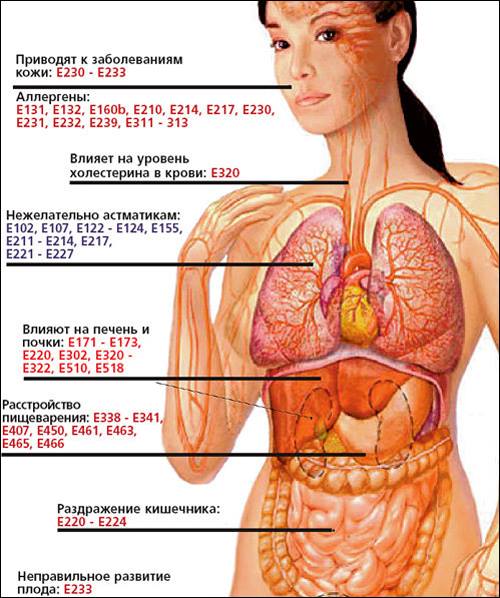 Приводят к заболеваниям
кожи: E230 - E233
Аллергены:
E131, E132, E160b, E210, E214, E217, E230,
E231, E232, E239, E311 - 313
Влияет на уровень
холестерина в крови: E320
Нежелательно астматикам:
E102, E107, E122 - E124, E155,
E211 - E214, E217,
E221 - E227
Влияют на печень и
почки: E171 - E173,
E220, E302, E320 -
E322, E510, E518
Расстройство
пищеварения: E338 - E341,
E407, E450, E461, E463,
E465, E466
Раздражение кишечника:
E220 - E224
Неправильное развитие
плода: E233